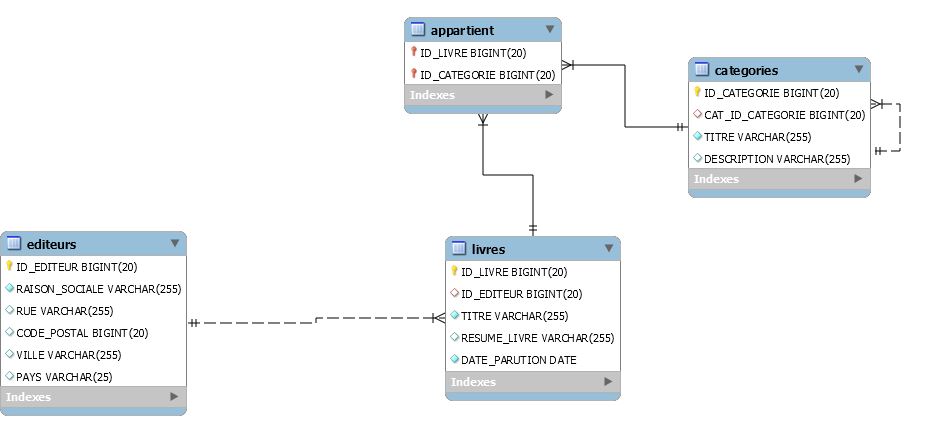 appartient
ID_LIVRE BIGINT(20)
ID_CATEGORIE BIGINT(20)
Indexes
categories
ID_CATEGORIE BIGINT(20)
CAT_ID_CATEGORIE BIGINT(20)
TITRE VARCHAR(255)
DESCRIPTION VARCHAR(255)
Indexes
editeurs
ID_EDITEUR BIGINT(20)
RAISON_SOCIALE VARCHAR(255)
RUE VARCHAR(255)
CODE_POSTAL BIGINT(20)
VILLE VARCHAR(255)
PAYS VARCHAR(25)
Indexes
livres
ID_LIVRE BIGINT(20)
ID_EDITEUR BIGINT(20)
TITRE VARCHAR(255)
RESUME_LIVRE VARCHAR(255)
DATE_PARUTION DATE
Indexes